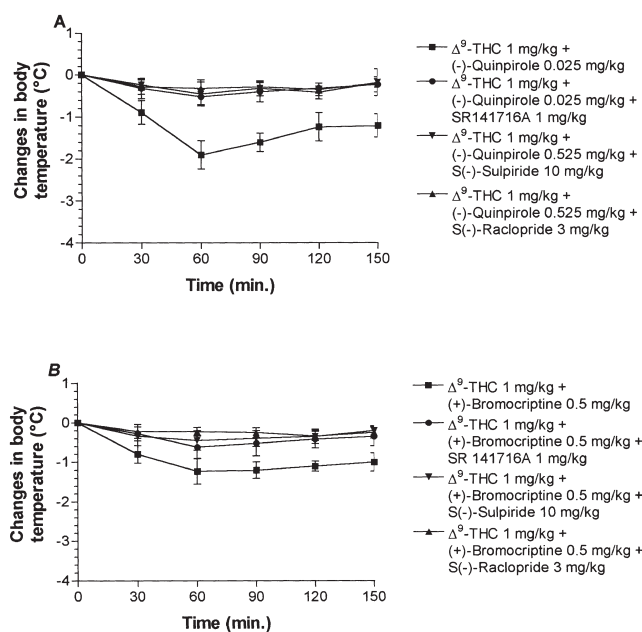 A
1
0
-1
-2
-3
-4
Changes in body
temperature (°C)
0 30 60 90 120 150
Time (min.)
Δ⁹-THC 1 mg/kg +
(-)-Quinpirole 0.025 mg/kg
Δ⁹-THC 1 mg/kg +
(-)-Quinpirole 0.025 mg/kg +
SR141716A 1 mg/kg
Δ⁹-THC 1 mg/kg +
(-)-Quinpirole 0.525 mg/kg +
S(-)-Sulpiride 10 mg/kg
Δ⁹-THC 1 mg/kg +
(-)-Quinpirole 0.525 mg/kg +
S(-)-Raclopride 3 mg/kg
B
1
0
-1
-2
-3
-4
Changes in body
temperature (°C)
0 30 60 90 120 150
Time (min.)
Δ⁹-THC 1 mg/kg +
(+)-Bromocriptine 0.5 mg/kg
Δ⁹-THC 1 mg/kg +
(+)-Bromocriptine 0.5 mg/kg +
SR 141716A 1 mg/kg
Δ⁹-THC 1 mg/kg +
(+)-Bromocriptine 0.5 mg/kg +
S(-)-Sulpiride 10 mg/kg
Δ⁹-THC 1 mg/kg +
(+)-Bromocriptine 0.5 mg/kg +
S(-)-Raclopride 3 mg/kg